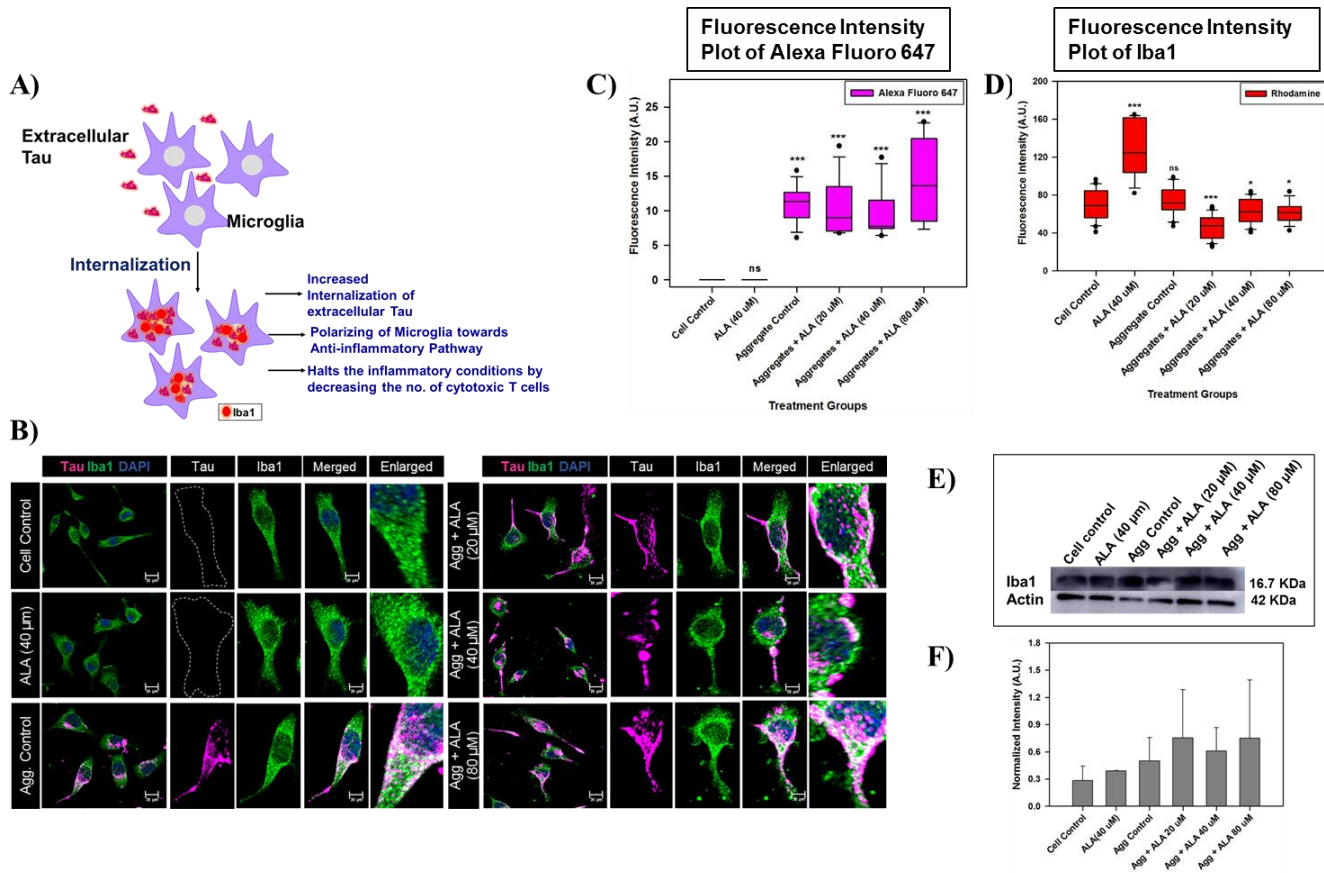 A)
Extracellular
Tau
Microglia
Internalization
Increased
Internalization of
extracellular Tau
Polarizing of Microglia towards
Anti-inflammatory Pathway
Halts the inflammatory conditions by
decreasing the no. of cytotoxic T cells
Iba1
Fluorescence Intensity
Plot of Alexa Fluoro 647
C)
Alexa Fluoro 647
Fluorescence Intenisty (A.U.)
25
20
15
10
5
0
ns
***
***
***
***
Cell Control
ALA (40 uM)
Aggregate Control
Aggregates + ALA (20 uM)
Aggregates + ALA (40 uM)
Aggregates + ALA (80 uM)
Treatment Groups
Fluorescence Intensity
Plot of Iba1
D)
Rhodamine
Fluorescence Intensity (A.U.)
200
160
120
80
40
0
***
ns
***
*
*
Cell Control
ALA (40 uM)
Aggregate Control
Aggregates + ALA (20 uM)
Aggregates + ALA (40 uM)
Aggregates + ALA (80 uM)
Treatment Groups
B)
Tau Iba1 DAPI Tau Iba1 Merged Enlarged
Tau Iba1 DAPI Tau Iba1 Merged Enlarged
Cell Control
ALA (40 µm)
Agg. Control
Agg + ALA
(20 µM)
Agg + ALA
(40 µM)
Agg + ALA
(80 µM)
E)
Cell control
ALA (40 µm)
Agg Control
Agg + ALA (20 µM)
Agg + ALA (40 µM)
Agg + ALA (80 µM)
Iba1 16.7 KDa
Actin 42 KDa
F)
Normalized Intensity (A.U.)
1.8
1.5
1.2
0.9
0.6
0.3
0.0
Cell Control
ALA(40 uM)
Agg Control
Agg + ALA 20 uM
Agg + ALA 40 uM
Agg + ALA 80 uM